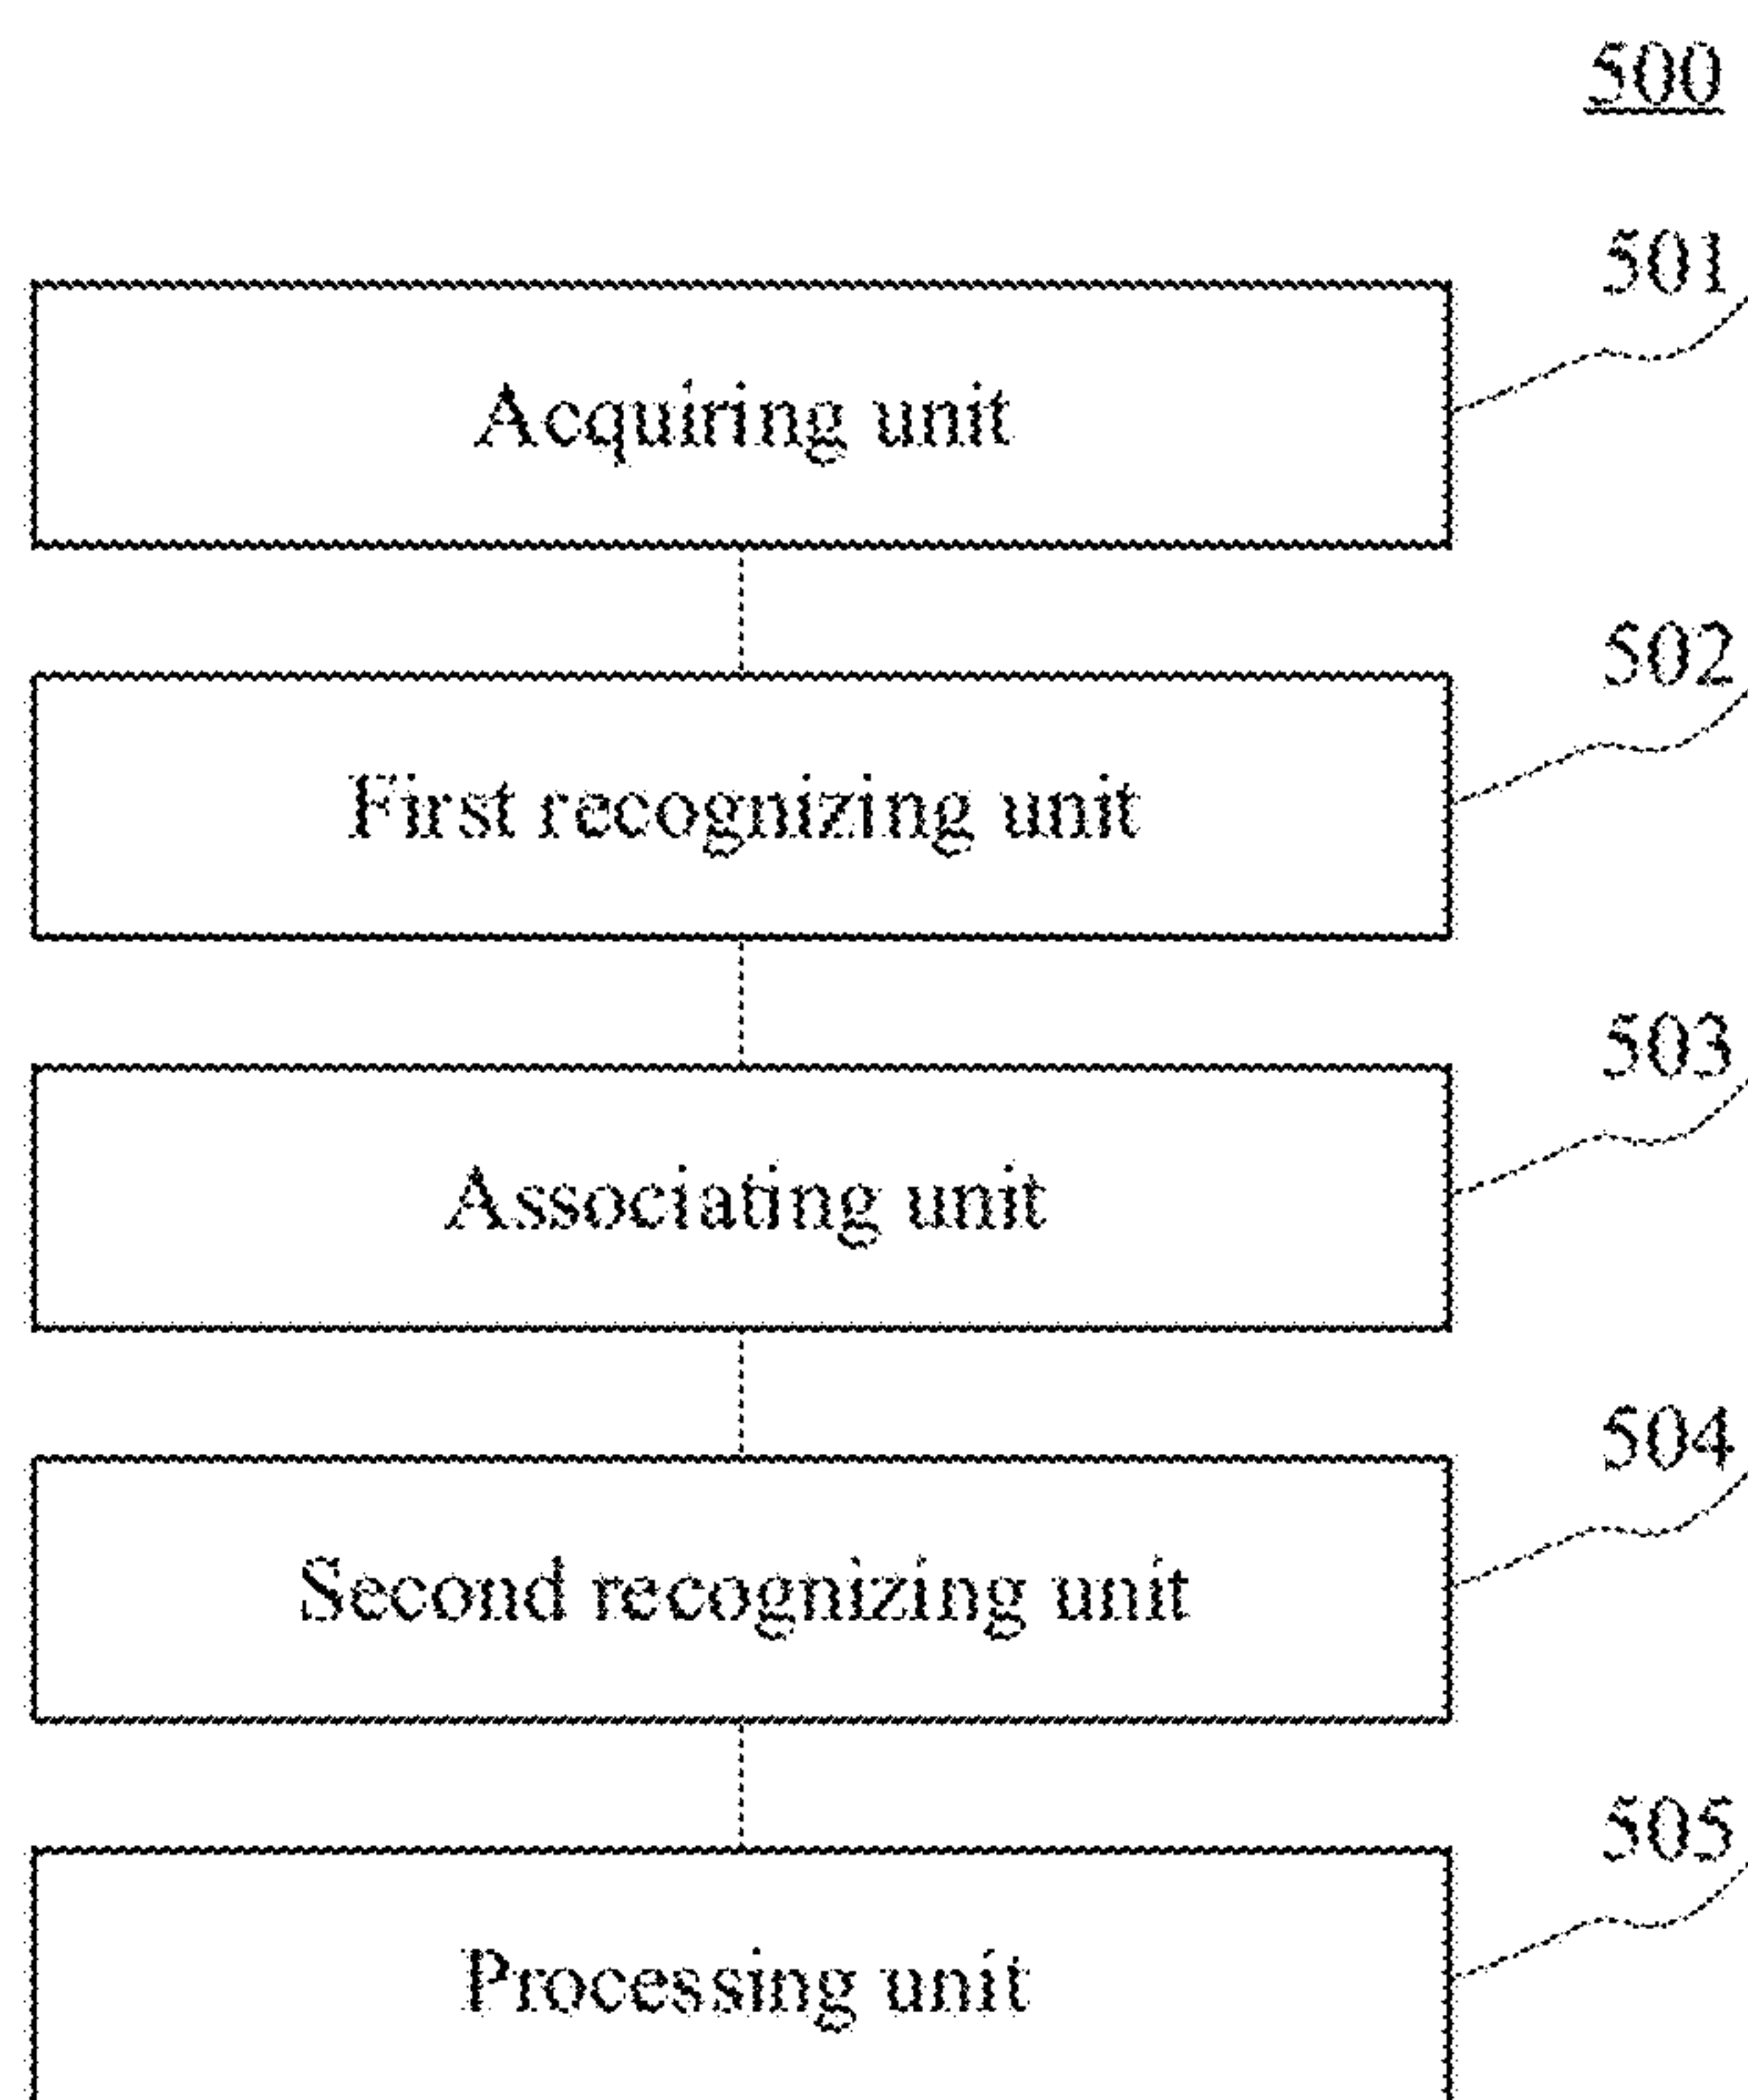 500
501
Acquiring unit
502
First recognizing unit
503
Associating unit
504
Second recognizing unit
505
Processing unit